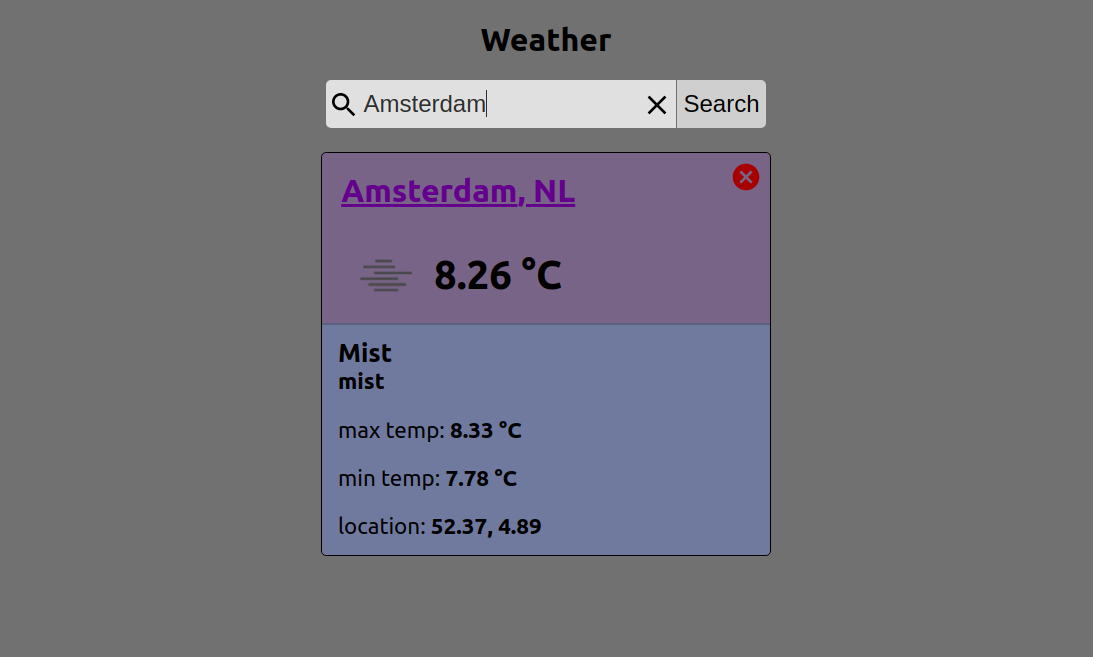 Weather
Amsterdam
Search
Amsterdam, NL
8.26 °C
Mist
mist
max temp: 8.33 °C
min temp: 7.78 °C
location: 52.37, 4.89